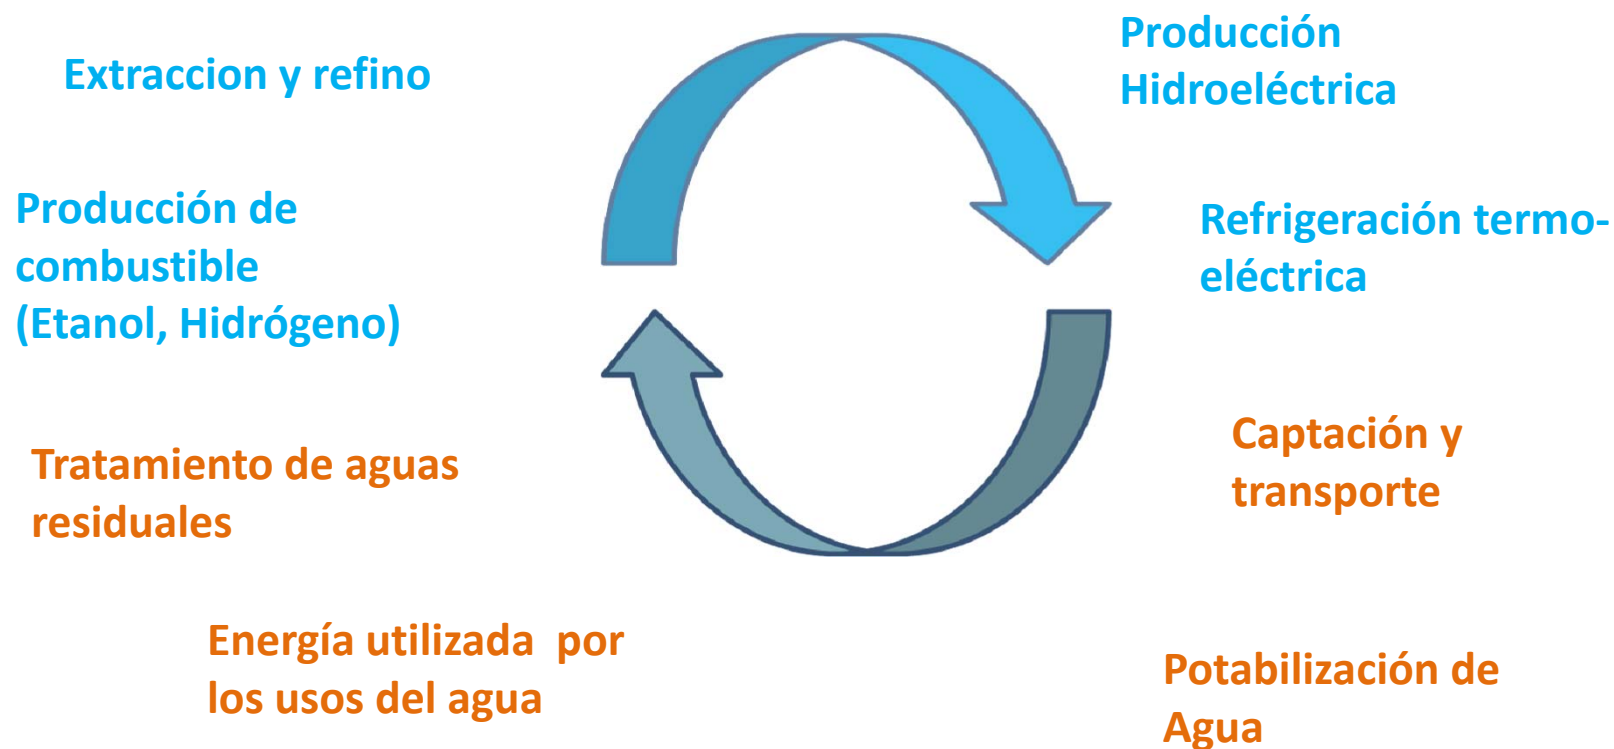 Extraccion y refino
Producción
Hidroeléctrica
Producción de
combustible
(Etanol, Hidrógeno)
Refrigeración termo-
eléctrica
Tratamiento de aguas
residuales
Captación y
transporte
Energía utilizada  por
los usos del agua
Potabilización de
Agua